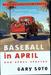 BASEBALL
IN APRIL
and other stories
GARY SOTO